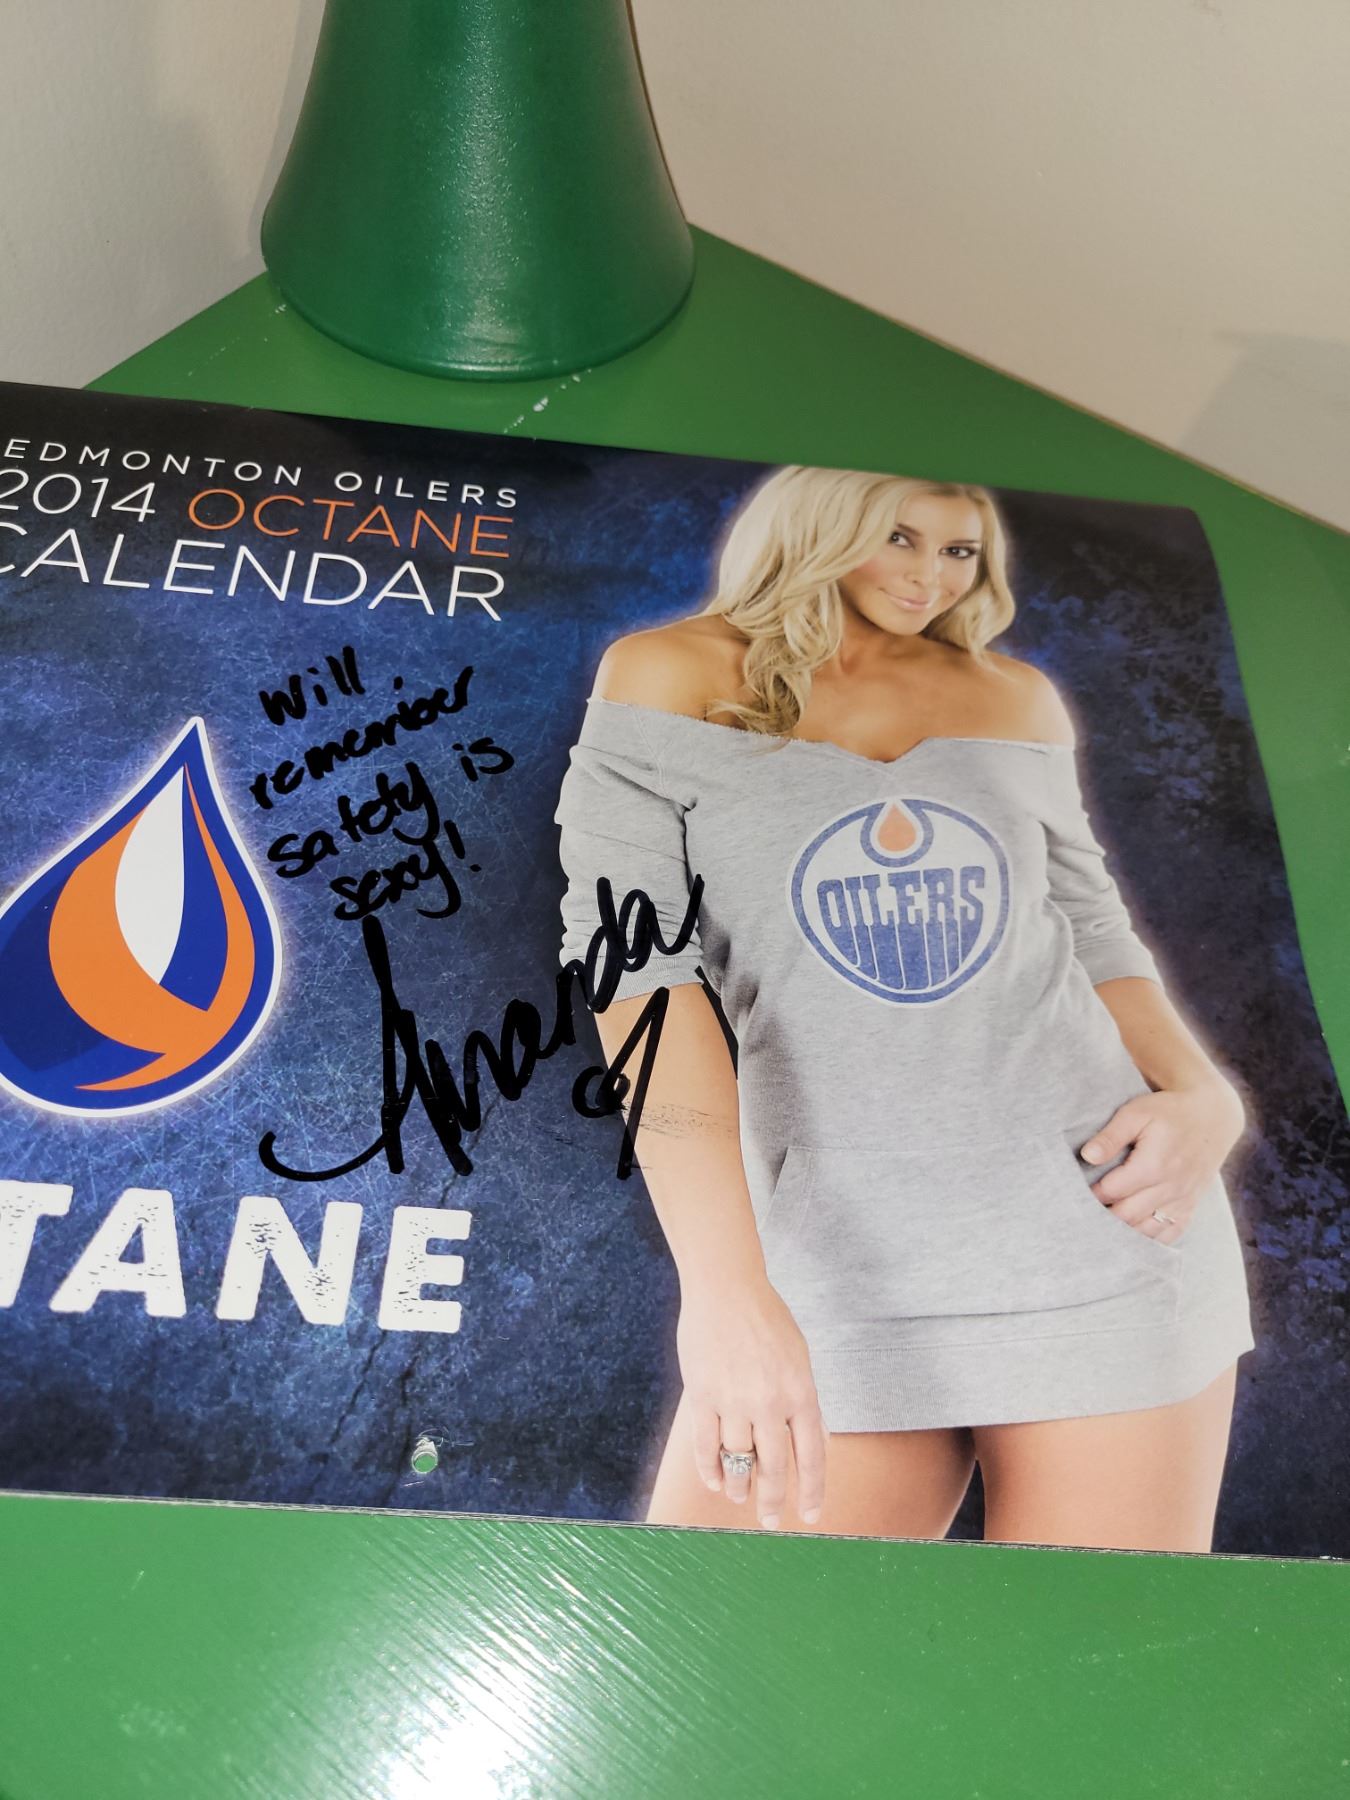 EDMONTON OILERS
2014 OCTANE
CALENDAR
Will,
remember
safety is
sexy!
Amanda
TANE
OILERS